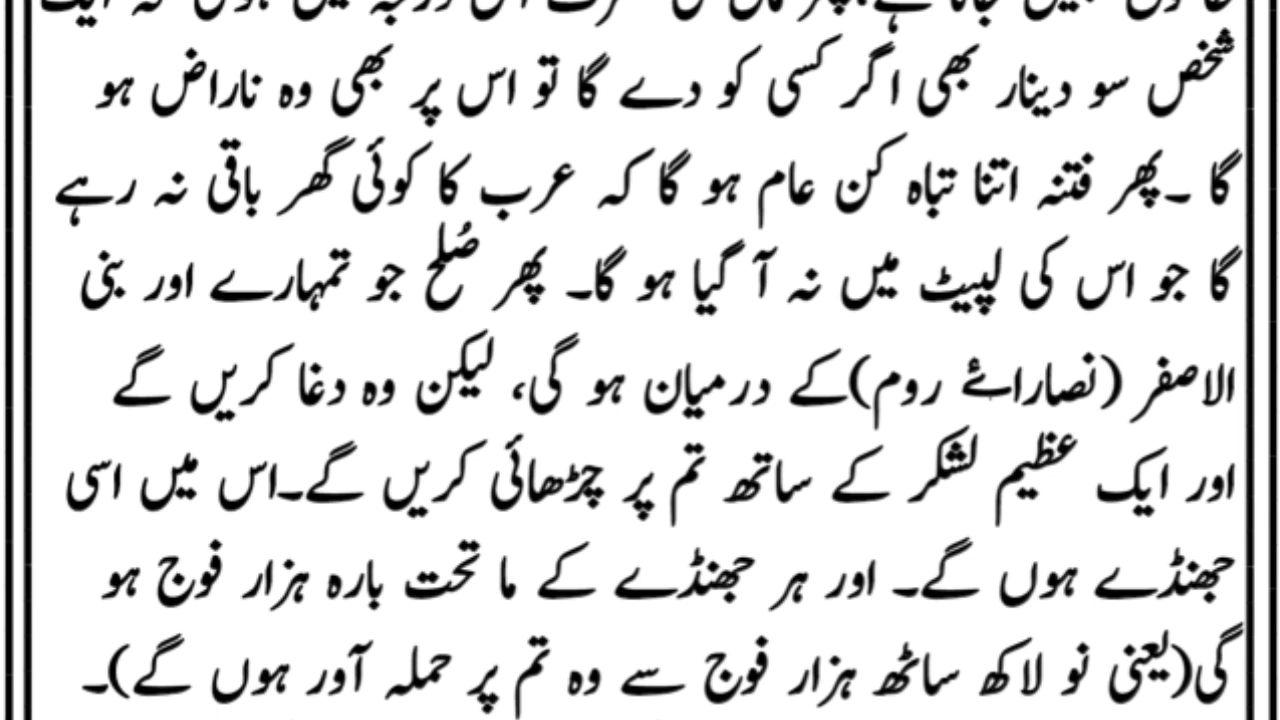 شخص سو دینار بھی اگر کسی کو دے گا تو اس پر بھی وہ ناراض ہو
گا ۔پھر فتنہ اتنا تباہ کن عام ہو گا کہ عرب کا کوئی گھر باقی نہ رہے
گا جو اس کی لپیٹ میں نہ آ گیا ہو گا۔ پھر صُلح جو تمہارے اور بنی
الاصفر (نصارائے روم)کے درمیان ہو گی، لیکن وہ دغا کریں گے
اور ایک عظیم لشکر کے ساتھ تم پر چڑھائی کریں گے۔اس میں اسی
جھنڈے ہوں گے۔ اور ہر جھنڈے کے ما تحت بارہ ہزار فوج ہو
گی(یعنی نو لاکھ ساٹھ ہزار فوج سے وہ تم پر حملہ آور ہوں گے)۔